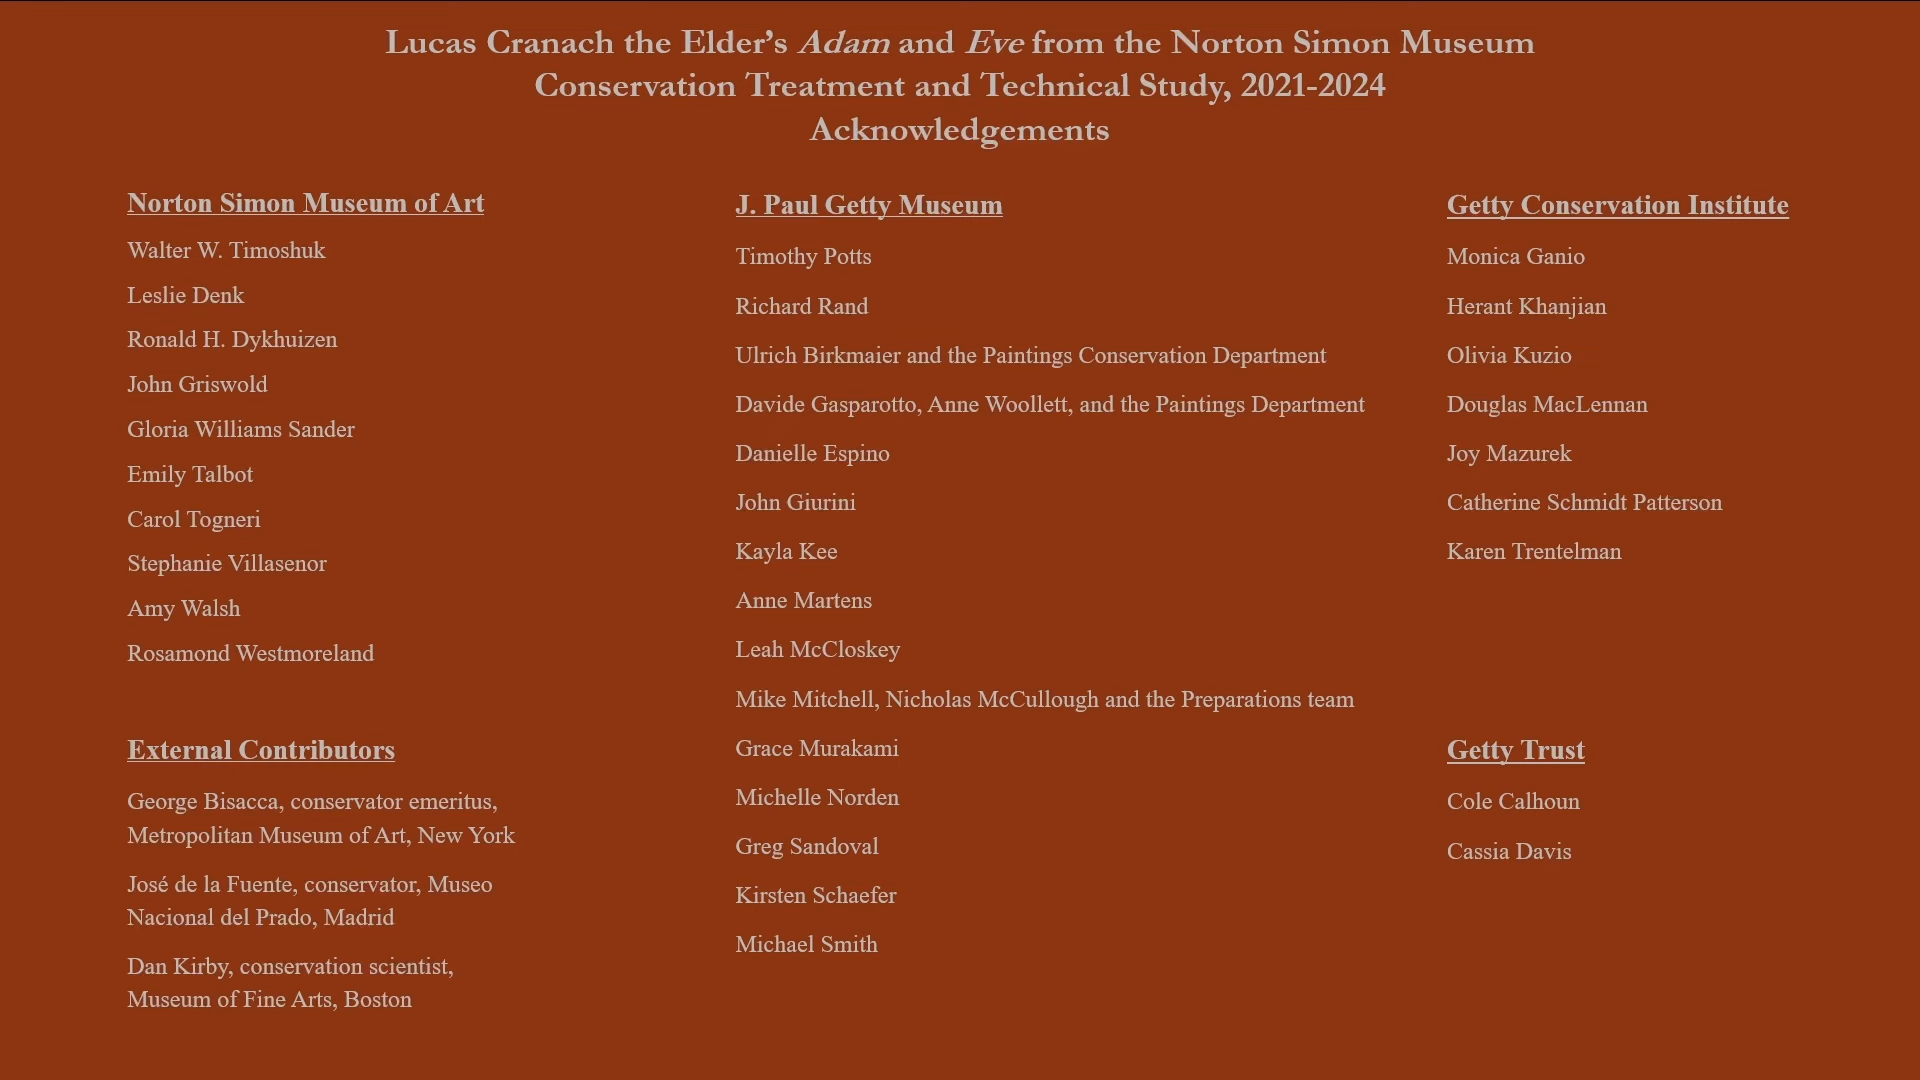 Lucas Cranach the Elder’s Adam and Eve from the Norton Simon Museum
Conservation Treatment and Technical Study, 2021-2024
Acknowledgements
Norton Simon Museum of Art
Walter W. Timoshuk
Leslie Denk
Ronald H. Dykhuizen
John Griswold
Gloria Williams Sander
Emily Talbot
Carol Togneri
Stephanie Villasenor
Amy Walsh
Rosamond Westmoreland
External Contributors
George Bisacca, conservator emeritus,
Metropolitan Museum of Art, New York
José de la Fuente, conservator, Museo
Nacional del Prado, Madrid
Dan Kirby, conservation scientist,
Museum of Fine Arts, Boston
J. Paul Getty Museum
Timothy Potts
Richard Rand
Ulrich Birkmaier and the Paintings Conservation Department
Davide Gasparotto, Anne Woollett, and the Paintings Department
Danielle Espino
John Giurini
Kayla Kee
Anne Martens
Leah McCloskey
Mike Mitchell, Nicholas McCullough and the Preparations team
Grace Murakami
Michelle Norden
Greg Sandoval
Kirsten Schaefer
Michael Smith
Getty Conservation Institute
Monica Ganio
Herant Khanjian
Olivia Kuzio
Douglas MacLennan
Joy Mazurek
Catherine Schmidt Patterson
Karen Trentelman
Getty Trust
Cole Calhoun
Cassia Davis